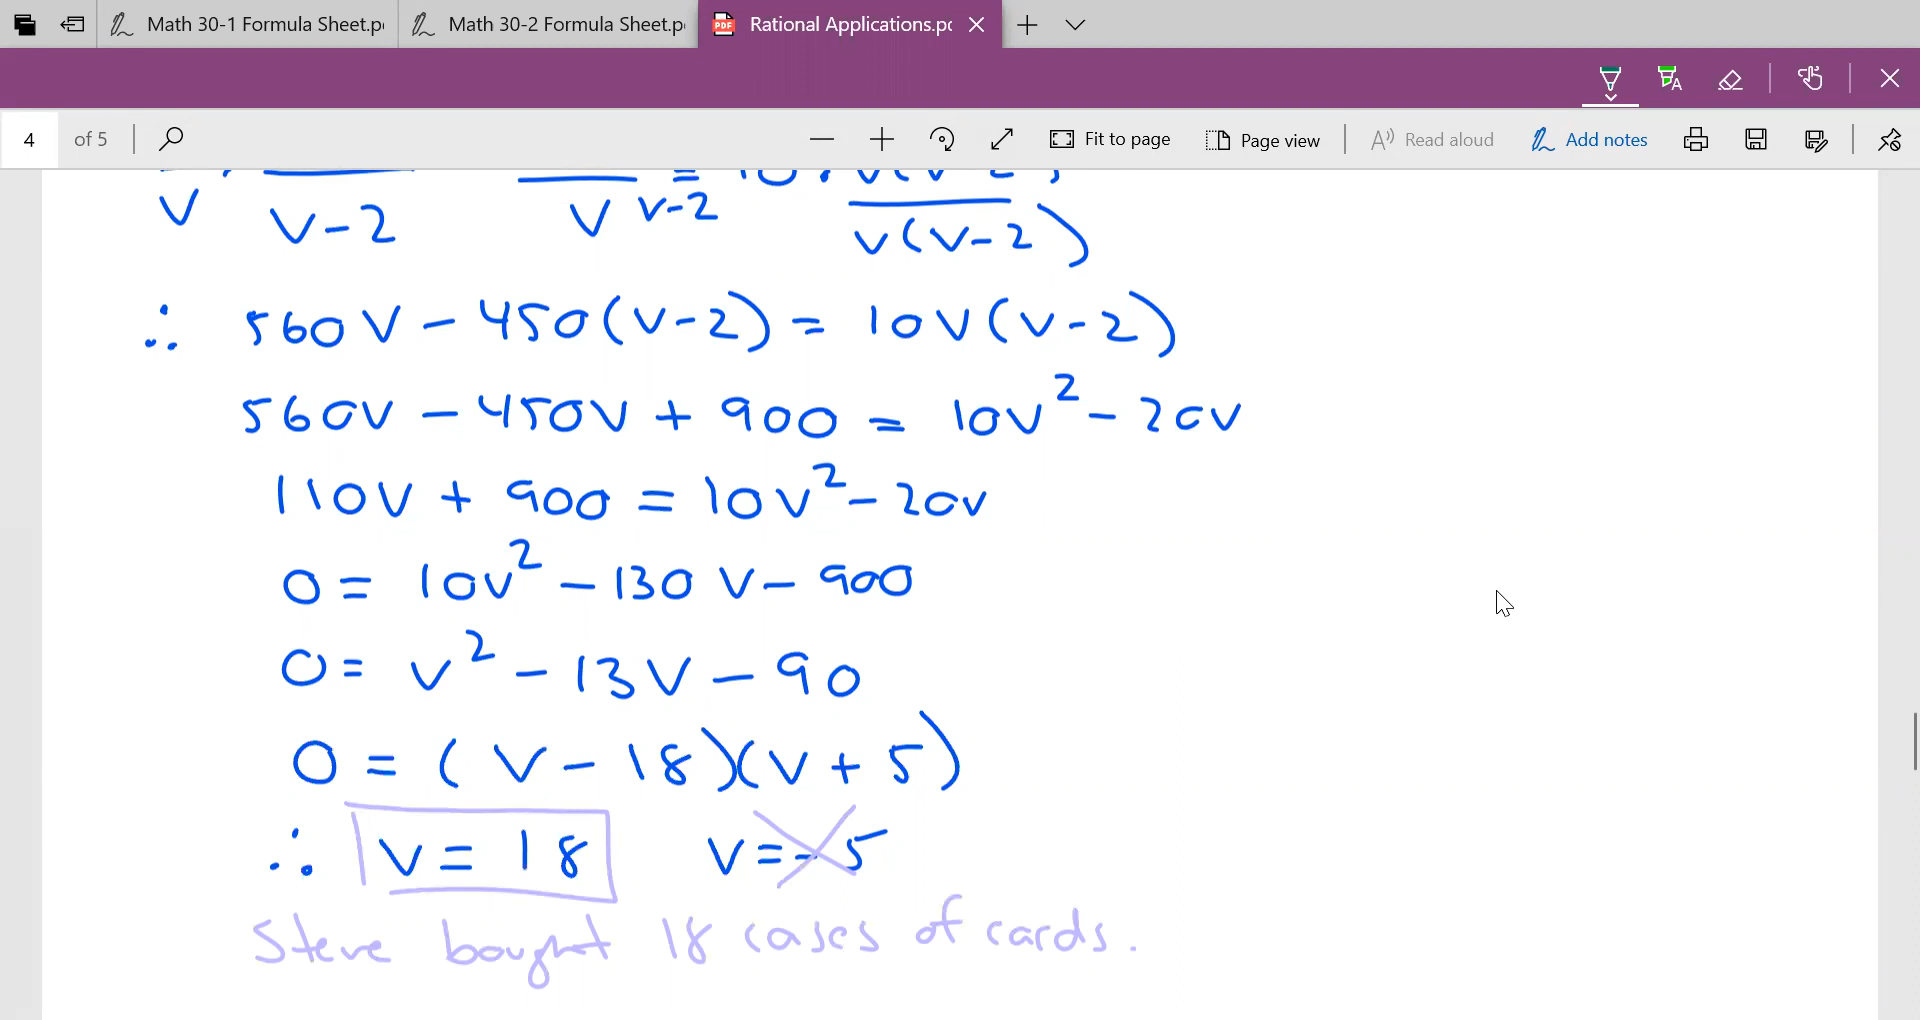 Math 30-1 Formula Sheet.p
Math 30-2 Formula Sheet.p
PDF Rational Applications.pc
4 of 5
Fit to page
Page view
Read aloud
Add notes
V V-2 V V-2 V(V-2)
∴ 560V - 450(V-2) = 10V(V-2)
560V - 450V + 900 = 10V² - 20V
110V + 900 = 10V² - 20V
0 = 10V² - 130V - 900
0 = V² - 13V - 90
0 = (V - 18)(V + 5)
∴ V = 18 V = -5
Steve bought 18 cases of cards.